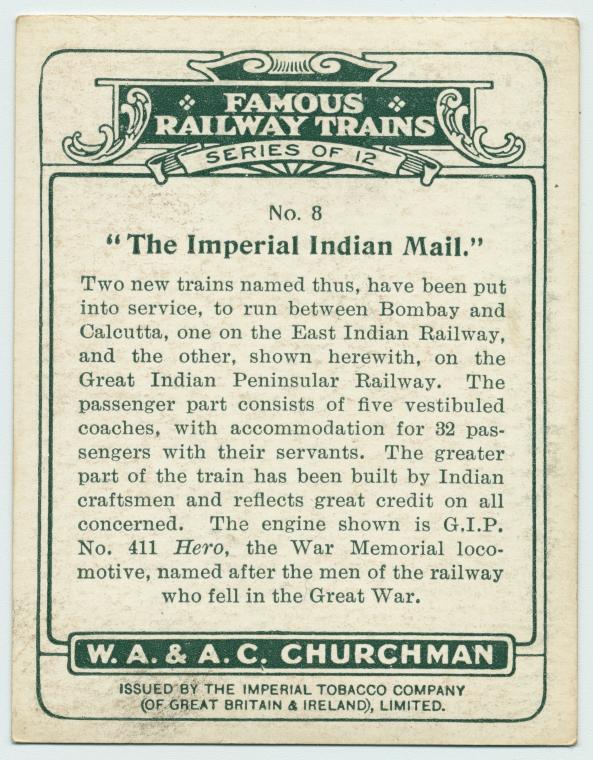 FAMOUS
RAILWAY TRAINS
SERIES OF 12
No. 8
"The Imperial Indian Mail."
Two new trains named thus, have been put
into service, to run between Bombay and
Calcutta, one on the East Indian Railway,
and the other, shown herewith, on the
Great Indian Peninsular Railway. The
passenger part consists of five vestibuled
coaches, with accommodation for 32 pas-
sengers with their servants. The greater
part of the train has been built by Indian
craftsmen and reflects great credit on all
concerned. The engine shown is G.I.P.
No. 411 Hero, the War Memorial loco-
motive, named after the men of the railway
who fell in the Great War.
W. A. & A. C. CHURCHMAN
ISSUED BY THE IMPERIAL TOBACCO COMPANY
(OF GREAT BRITAIN & IRELAND), LIMITED.